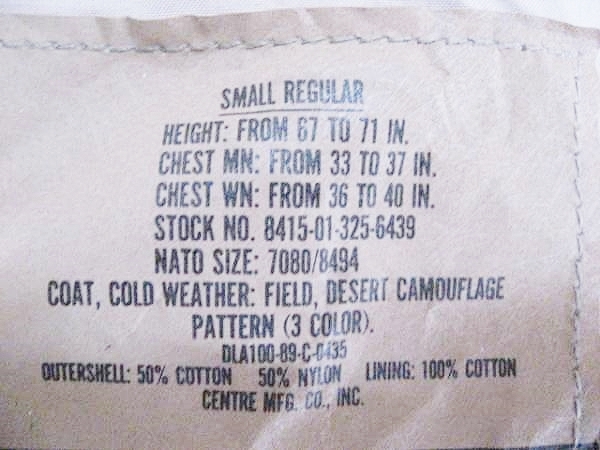 SMALL REGULAR
HEIGHT: FROM 67 TO 71 IN.
CHEST MN: FROM 33 TO 37 IN.
CHEST WN: FROM 36 TO 40 IN.
STOCK NO. 8415-01-325-6439
NATO SIZE: 7080/8494
COAT, COLD WEATHER: FIELD, DESERT CAMOUFLAGE
PATTERN (3 COLOR).
DLA100-89-C-0435
OUTERSHELL: 50% COTTON 50% NYLON LINING: 100% COTTON
CENTRE MFG. CO., INC.